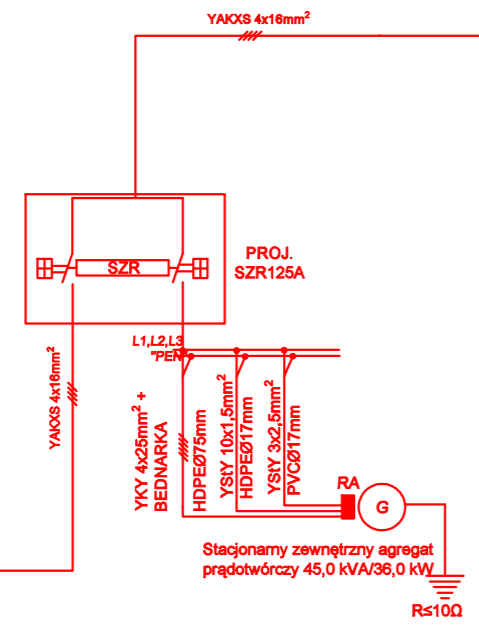 YAKXS 4x16mm²
SZR
PROJ.
SZR125A
L1,L2,L3
"PEN"
YAKXS 4x16mm²
YKY 4x25mm² +
BEDNARKA
HDPEØ75mm
YStY 10x1,5mm²
HDPEØ17mm
YStY 3x2,5mm²
PVCØ17mm
RA
G
Stacjonarny zewnętrzny agregat
prądotwórczy 45,0 kVA/36,0 kW
R≤10Ω